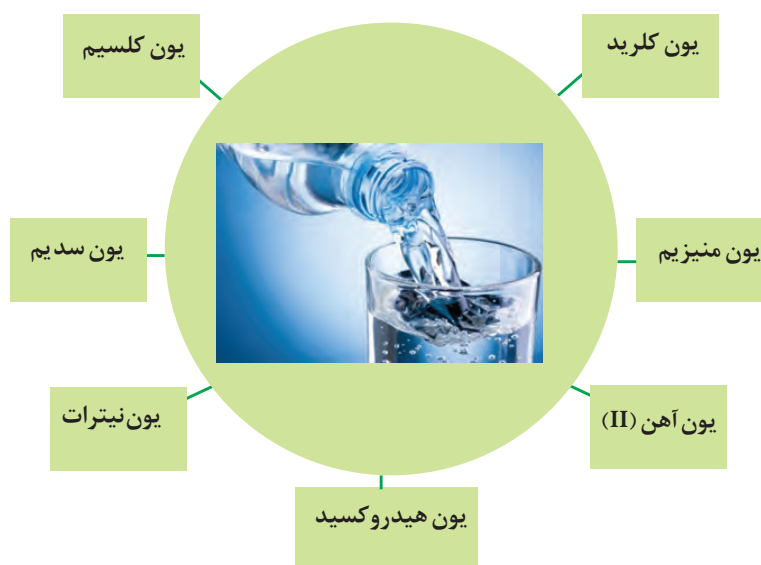 یون کلرید
یون کلسیم
یون منیزیم
یون سدیم
یون آهن (II)
یون نیترات
یون هیدروکسید